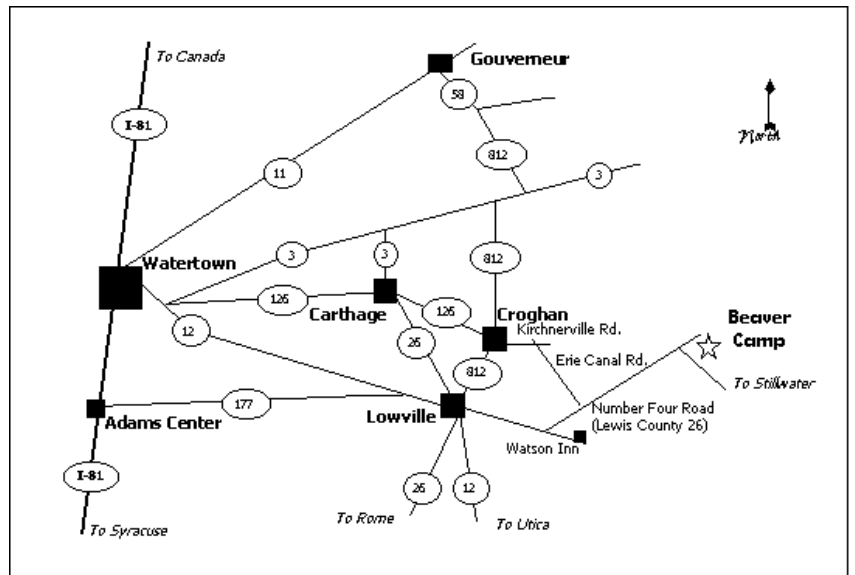 To Canada
Gouverneur
58
I-81
North
812
11
3
3
3
812
Watertown
126
126
Carthage
Croghan
Kirchnerville Rd.
Beaver
Camp
12
26
Erie Canal Rd.
812
To Stillwater
177
Adams Center
Lowville
Number Four Road
(Lewis County 26)
Watson Inn
I-81
26
12
To Rome
To Utica
To Syracuse